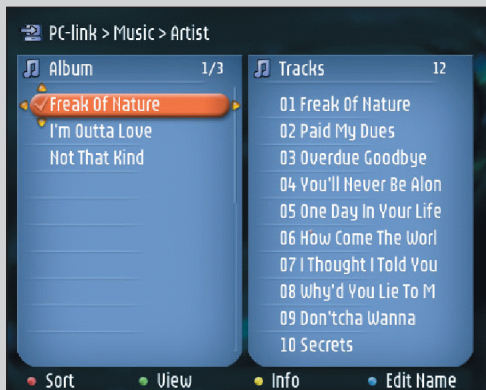 PC-link > Music > Artist
Album 1/3
Freak Of Nature
I'm Outta Love
Not That Kind
Tracks 12
01 Freak Of Nature
02 Paid My Dues
03 Overdue Goodbye
04 You'll Never Be Alon
05 One Day In Your Life
06 How Come The Worl
07 I Thought I Told You
08 Why'd You Lie To M
09 Don'tcha Wanna
10 Secrets
Sort View Info Edit Name